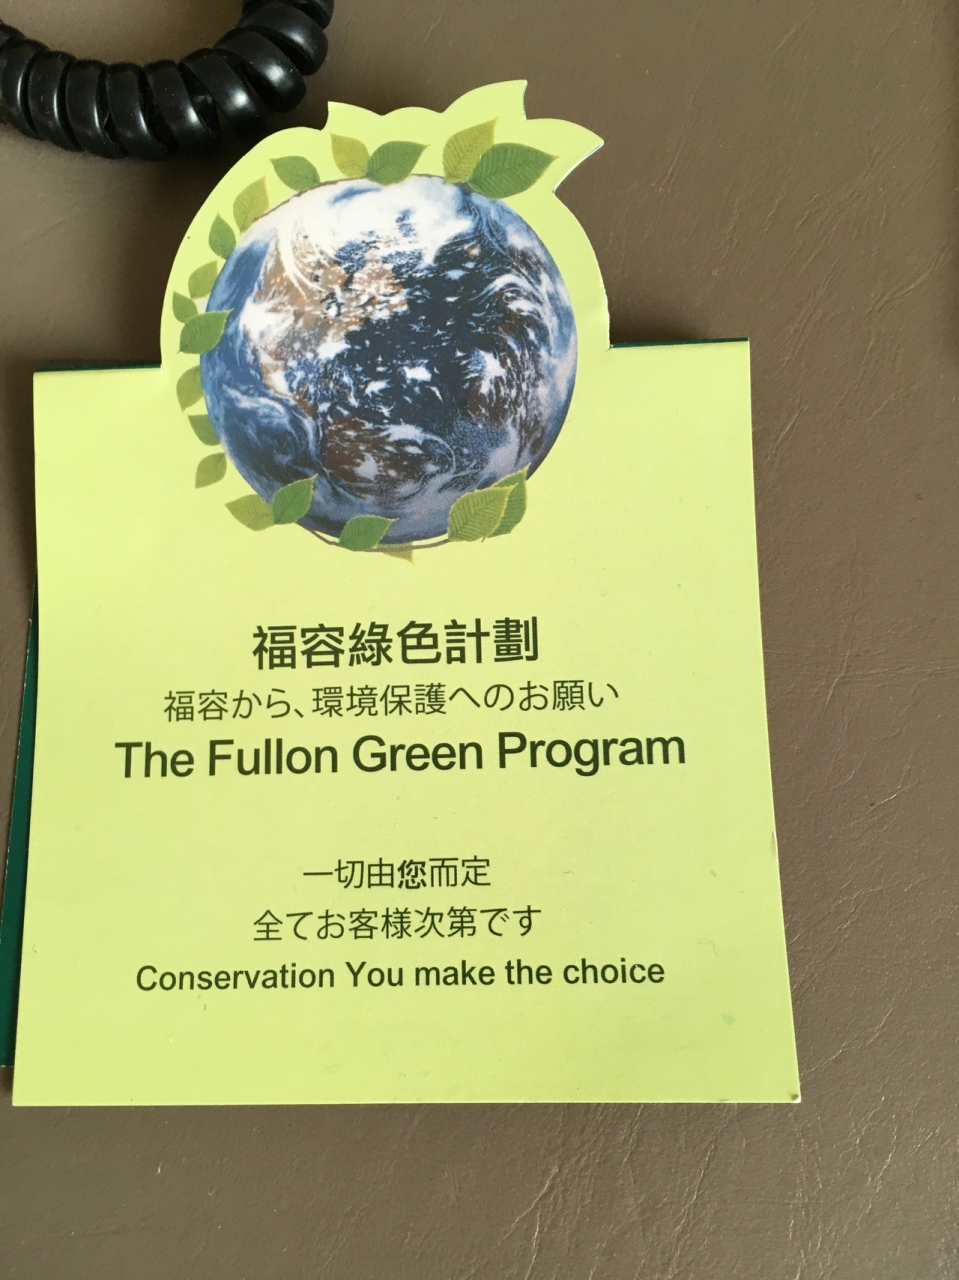 福容綠色計劃
福容から、環境保護へのお願い
The Fullon Green Program
一切由您而定
全てお客様次第です
Conservation You make the choice